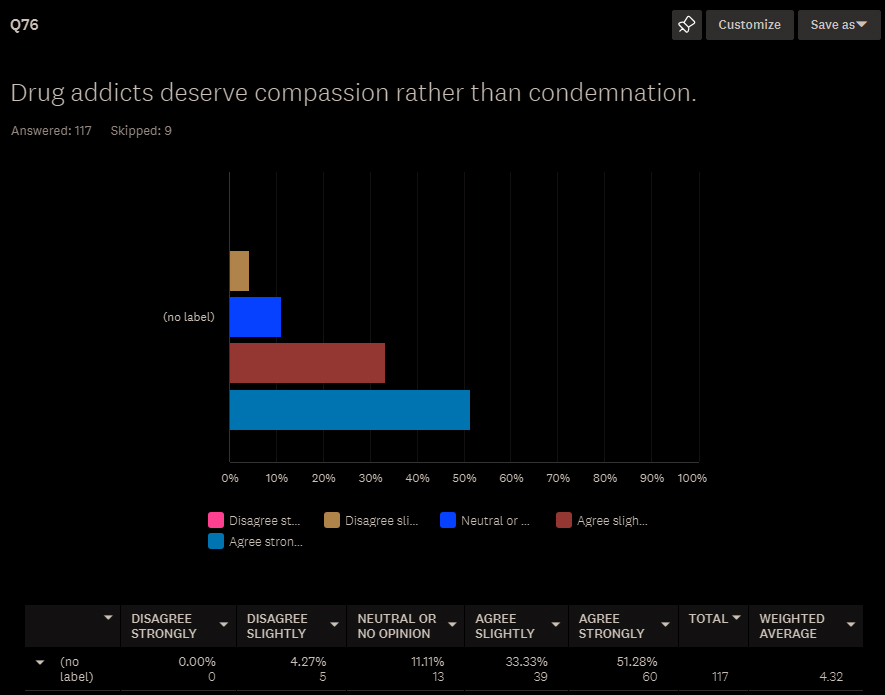 Q76
Customize
Save as
Drug addicts deserve compassion rather than condemnation.
Answered: 117 Skipped: 9
(no label)
0% 10% 20% 30% 40% 50% 60% 70% 80% 90% 100%
Disagree st... Disagree sli... Neutral or ... Agree sligh...
Agree stron...
DISAGREE STRONGLY DISAGREE SLIGHTLY NEUTRAL OR NO OPINION AGREE SLIGHTLY AGREE STRONGLY TOTAL WEIGHTED AVERAGE
(no 0.00% 4.27% 11.11% 33.33% 51.28%
label) 0 5 13 39 60 117 4.32